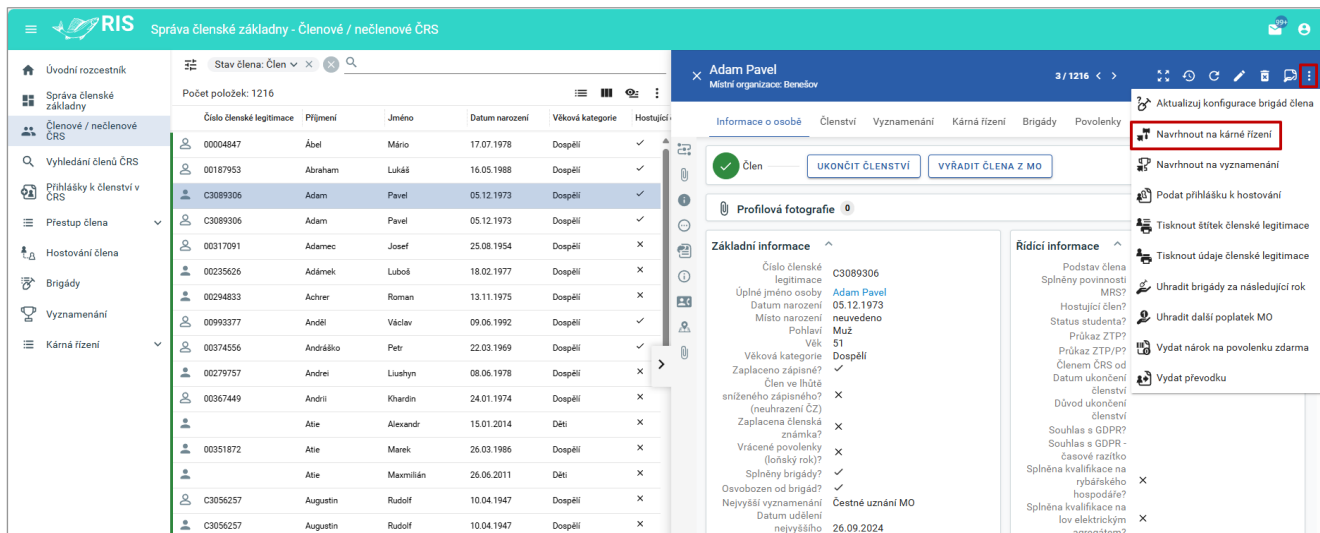 RIS
Správa členské základny - Členové / nečlenové ČRS
99+
Úvodní rozcestník
Správa členské
základny
Členové / nečlenové
ČRS
Vyhledání členů ČRS
Přihlášky k členství v
ČRS
Přestup člena
Hostování člena
Brigády
Vyznamenání
Kárná řízení
Stav člena: Člen
Počet položek: 1216
Číslo členské legitimace Příjmení Jméno Datum narození Věková kategorie Hostující
00004847 Ábel Mário 17.07.1978 Dospělí
00187953 Abraham Lukáš 16.05.1988 Dospělí
C3089306 Adam Pavel 05.12.1973 Dospělí
C3089306 Adam Pavel 05.12.1973 Dospělí
00317091 Adamec Josef 25.08.1954 Dospělí
00235626 Adámek Luboš 18.02.1977 Dospělí
00294833 Achrer Roman 13.11.1975 Dospělí
00993377 Anděl Václav 09.06.1992 Dospělí
00374556 Andráško Petr 22.03.1969 Dospělí
00279757 Andrei Liushyn 08.06.1978 Dospělí
00367449 Andrii Khardin 24.01.1974 Dospělí
Atie Alexandr 15.01.2014 Děti
00351872 Atie Marek 26.03.1986 Dospělí
Atie Maxmilián 26.06.2011 Děti
C3056257 Augustin Rudolf 10.04.1947 Dospělí
C3056257 Augustin Rudolf 10.04.1947 Dospělí
Adam Pavel
Místní organizace: Benešov
3 / 1216
Informace o osobě Členství Vyznamenání Kárná řízení Brigády Povolenky
Člen UKONČIT ČLENSTVÍ VYŘADIT ČLENA Z MO
Profilová fotografie 0
Základní informace
Číslo členské
legitimace C3089306
Úplné jméno osoby Adam Pavel
Datum narození 05.12.1973
Místo narození neuvedeno
Pohlaví Muž
Věk 51
Věková kategorie Dospělí
Zaplaceno zápisné?
Člen ve lhůtě
sníženého zápisného?
(neuhrazení ČZ)
Zaplacena členská
známka?
Vrácené povolenky
(loňský rok)?
Splněny brigády?
Osvobozen od brigád?
Nejvyšší vyznamenání Čestné uznání MO
Datum udělení
nejvyššího 26.09.2024
Řídící informace
Podstav člena
Splněny povinnosti
MRS?
Hostující člen?
Status studenta?
Průkaz ZTP?
Průkaz ZTP/P?
Členem ČRS od
Datum ukončení
členství
Důvod ukončení
členství
Souhlas s GDPR?
Souhlas s GDPR -
časové razítko
Splněna kvalifikace na
rybářského
hospodáře?
Splněna kvalifikace na
lov elektrickým
agregátem?
Aktualizuj konfigurace brigád člena
Navrhnout na kárné řízení
Navrhnout na vyznamenání
Podat přihlášku k hostování
Tisknout štítek členské legitimace
Tisknout údaje členské legitimace
Uhradit brigády za následující rok
Uhradit další poplatek MO
Vydat nárok na povolenku zdarma
Vydat převodku